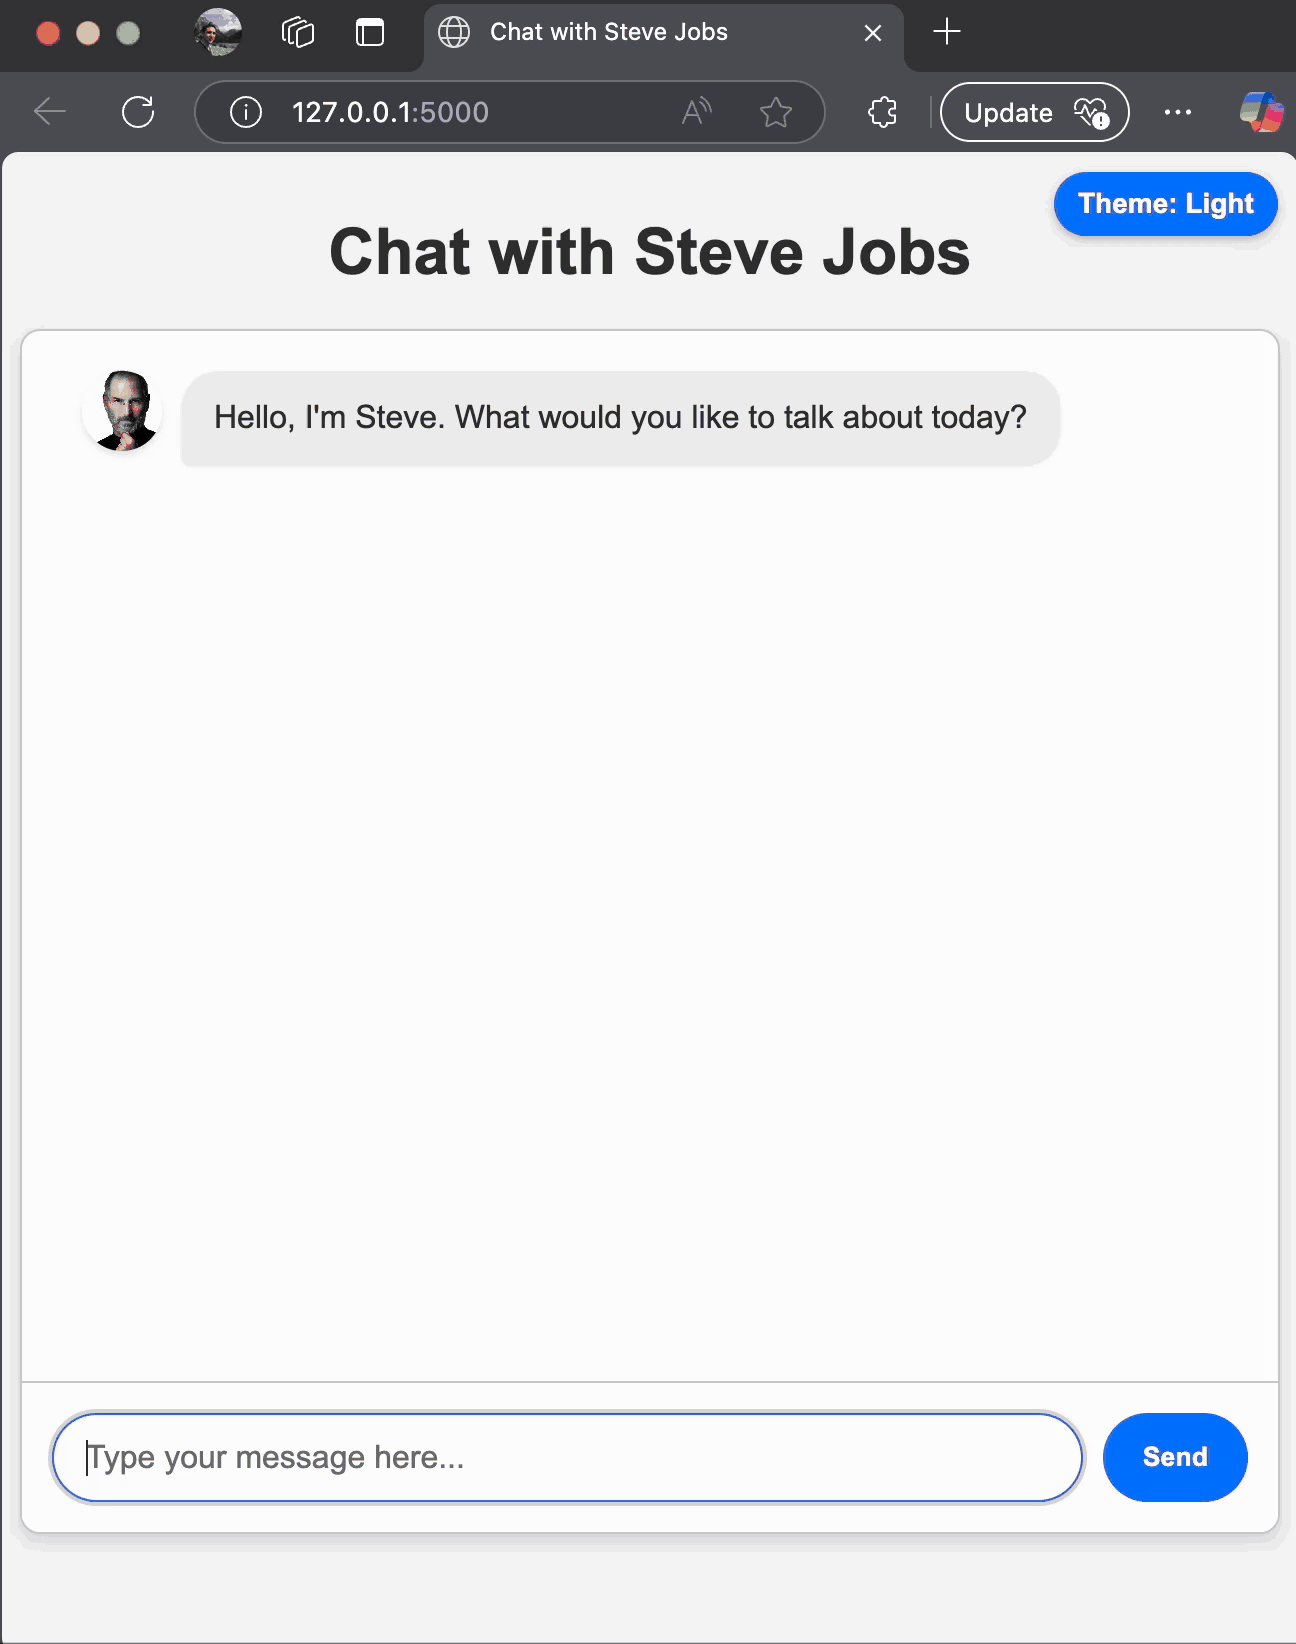 Chat with Steve Jobs
127.0.0.1:5000
Update
Theme: Light
Chat with Steve Jobs
Hello, I'm Steve. What would you like to talk about today?
Type your message here...
Send